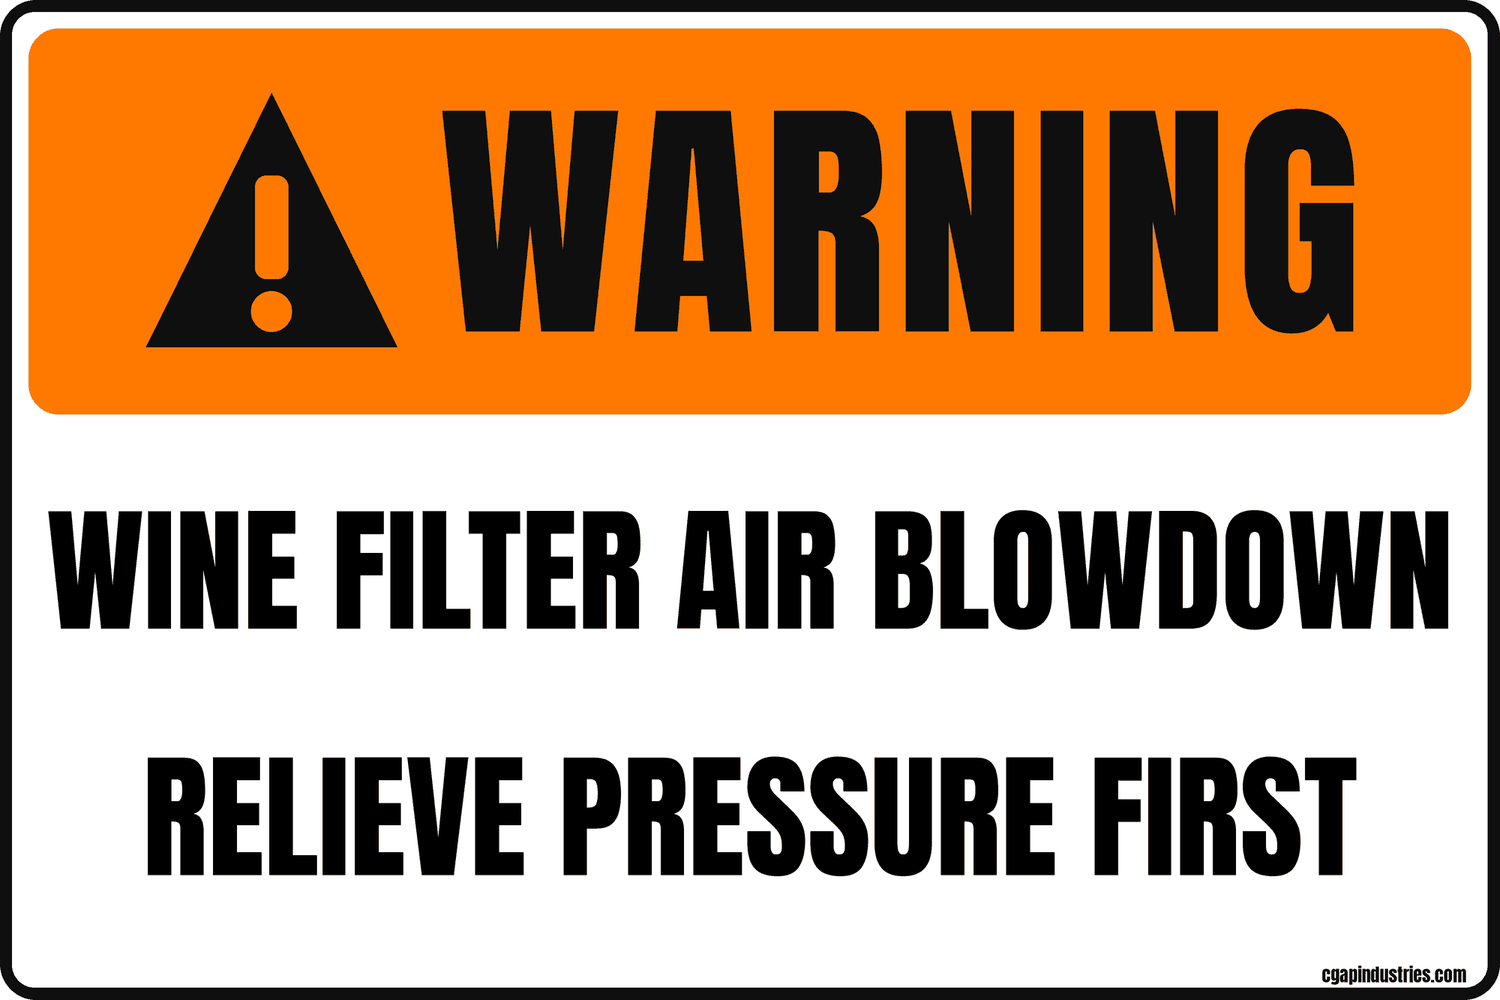 WARNING
WINE FILTER AIR BLOWDOWN
RELIEVE PRESSURE FIRST
cgapindustries.com